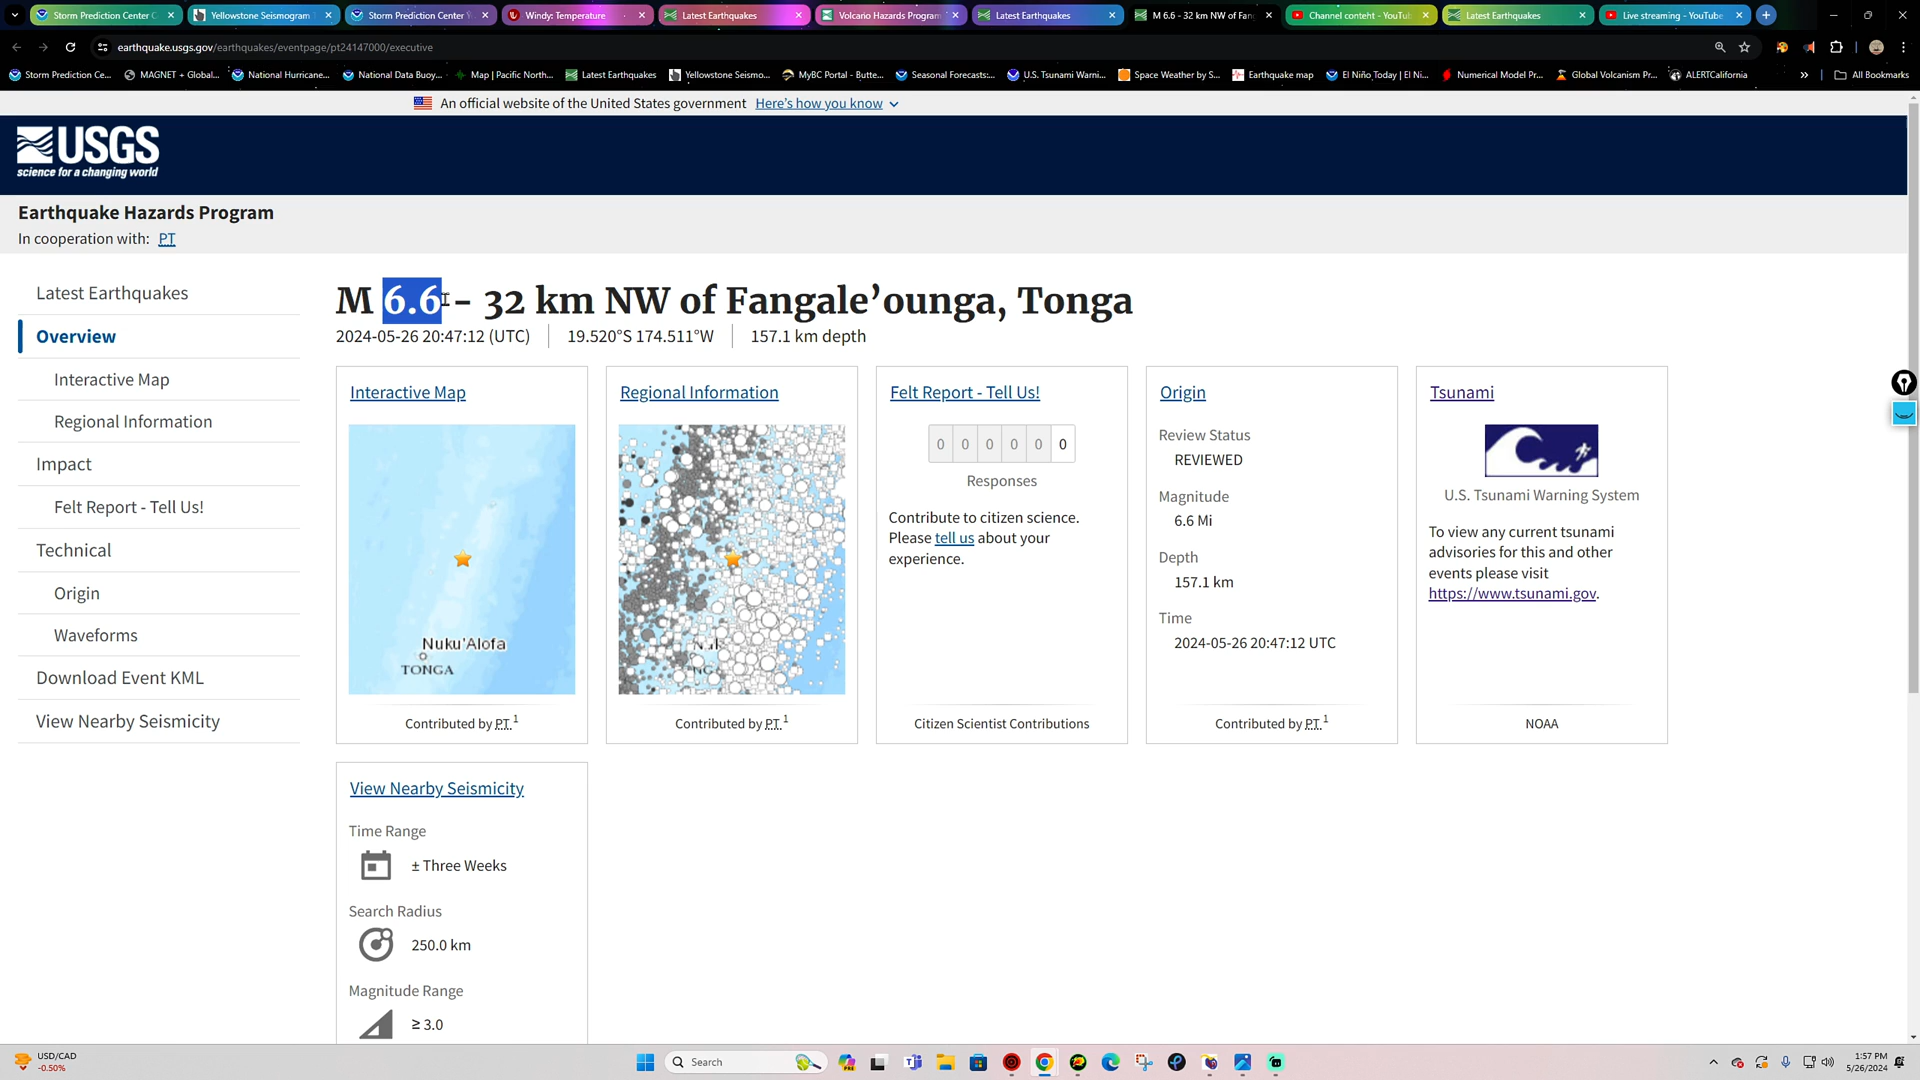 Storm Prediction Center
Yellowstone Seismogram
Storm Prediction Center
Windy: Temperature
Latest Earthquakes
Volcano Hazards Program
Latest Earthquakes
M 6.6 - 32 km NW of Fan
Channel content - YouTu
Latest Earthquakes
Live streaming - YouTube
earthquake.usgs.gov/earthquakes/eventpage/pt24147000/executive
Storm Prediction Ce...
MAGNET + Global...
National Hurricane...
National Data Buoy...
Map | Pacific North...
Latest Earthquakes
Yellowstone Seismo...
MyBC Portal - Butte...
Seasonal Forecasts:...
U.S. Tsunami Warni...
Space Weather by S...
Earthquake map
El Niño Today | El Ni...
Numerical Model Pr...
Global Volcanism Pr...
ALERTCalifornia
All Bookmarks
An official website of the United States government Here's how you know
USGS
science for a changing world
Earthquake Hazards Program
In cooperation with: PT
Latest Earthquakes
Overview
Interactive Map
Regional Information
Impact
Felt Report - Tell Us!
Technical
Origin
Waveforms
Download Event KML
View Nearby Seismicity
M 6.6 - 32 km NW of Fangale’ounga, Tonga
2024-05-26 20:47:12 (UTC)
19.520°S 174.511°W
157.1 km depth
Interactive Map
Nuku'Alofa
TONGA
Contributed by PT 1
Regional Information
Contributed by PT 1
Felt Report - Tell Us!
0 0 0 0 0 0
Responses
Contribute to citizen science.
Please tell us about your
experience.
Citizen Scientist Contributions
Origin
Review Status
REVIEWED
Magnitude
6.6 Mi
Depth
157.1 km
Time
2024-05-26 20:47:12 UTC
Contributed by PT 1
Tsunami
U.S. Tsunami Warning System
To view any current tsunami
advisories for this and other
events please visit
https://www.tsunami.gov.
NOAA
View Nearby Seismicity
Time Range
± Three Weeks
Search Radius
250.0 km
Magnitude Range
≥ 3.0
USD/CAD
-0.50%
Search
1:57 PM
5/26/2024